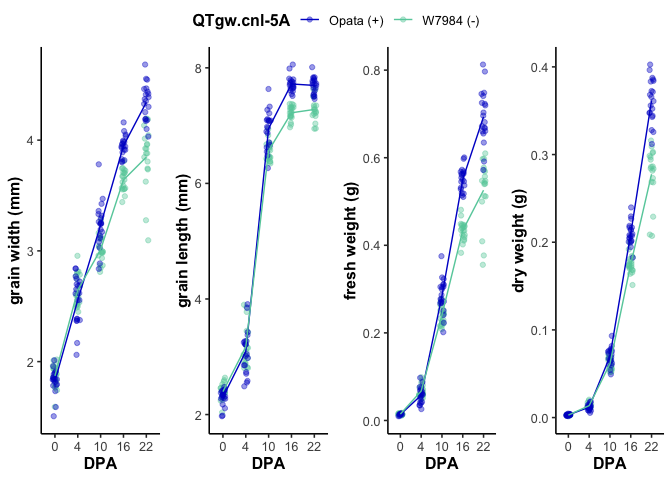 QTgw.cnl-5A Opata (+) W7984 (-)
grain width (mm)
4
3
2
0 4 10 16 22
DPA
grain length (mm)
8
6
4
2
0 4 10 16 22
DPA
fresh weight (g)
0.8
0.6
0.4
0.2
0.0
0 4 10 16 22
DPA
dry weight (g)
0.4
0.3
0.2
0.1
0.0
0 4 10 16 22
DPA